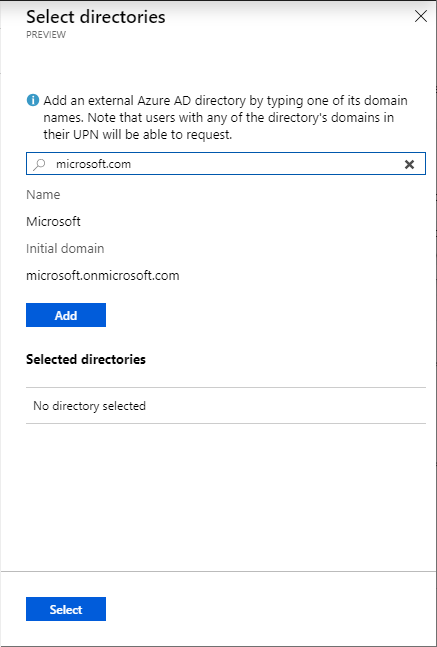 Select directories
PREVIEW
Add an external Azure AD directory by typing one of its domain
names. Note that users with any of the directory's domains in
their UPN will be able to request.
microsoft.com
Name
Microsoft
Initial domain
microsoft.onmicrosoft.com
Add
Selected directories
No directory selected
Select